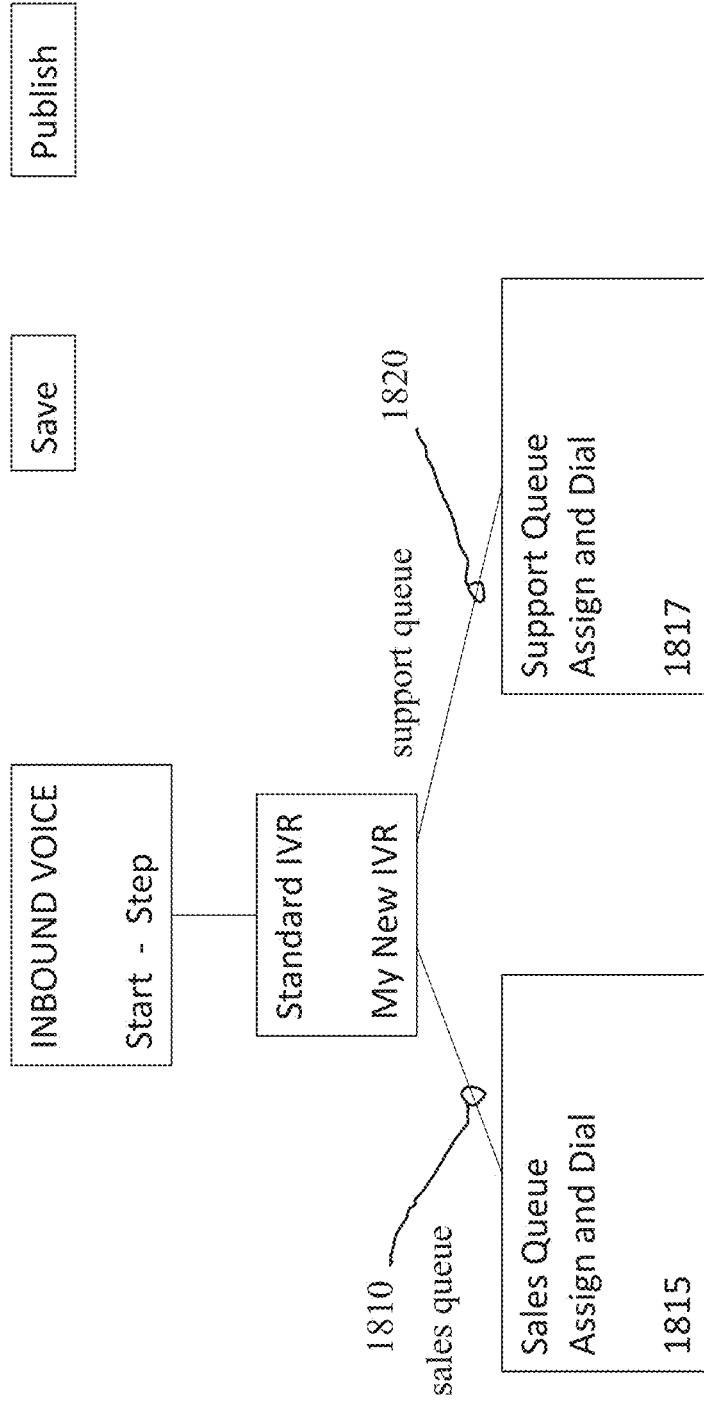 INBOUND VOICE
Start - Step
Save
Publish
Standard IVR
My New IVR
1810
sales queue
support queue
1820
Sales Queue
Assign and Dial
1815
Support Queue
Assign and Dial
1817